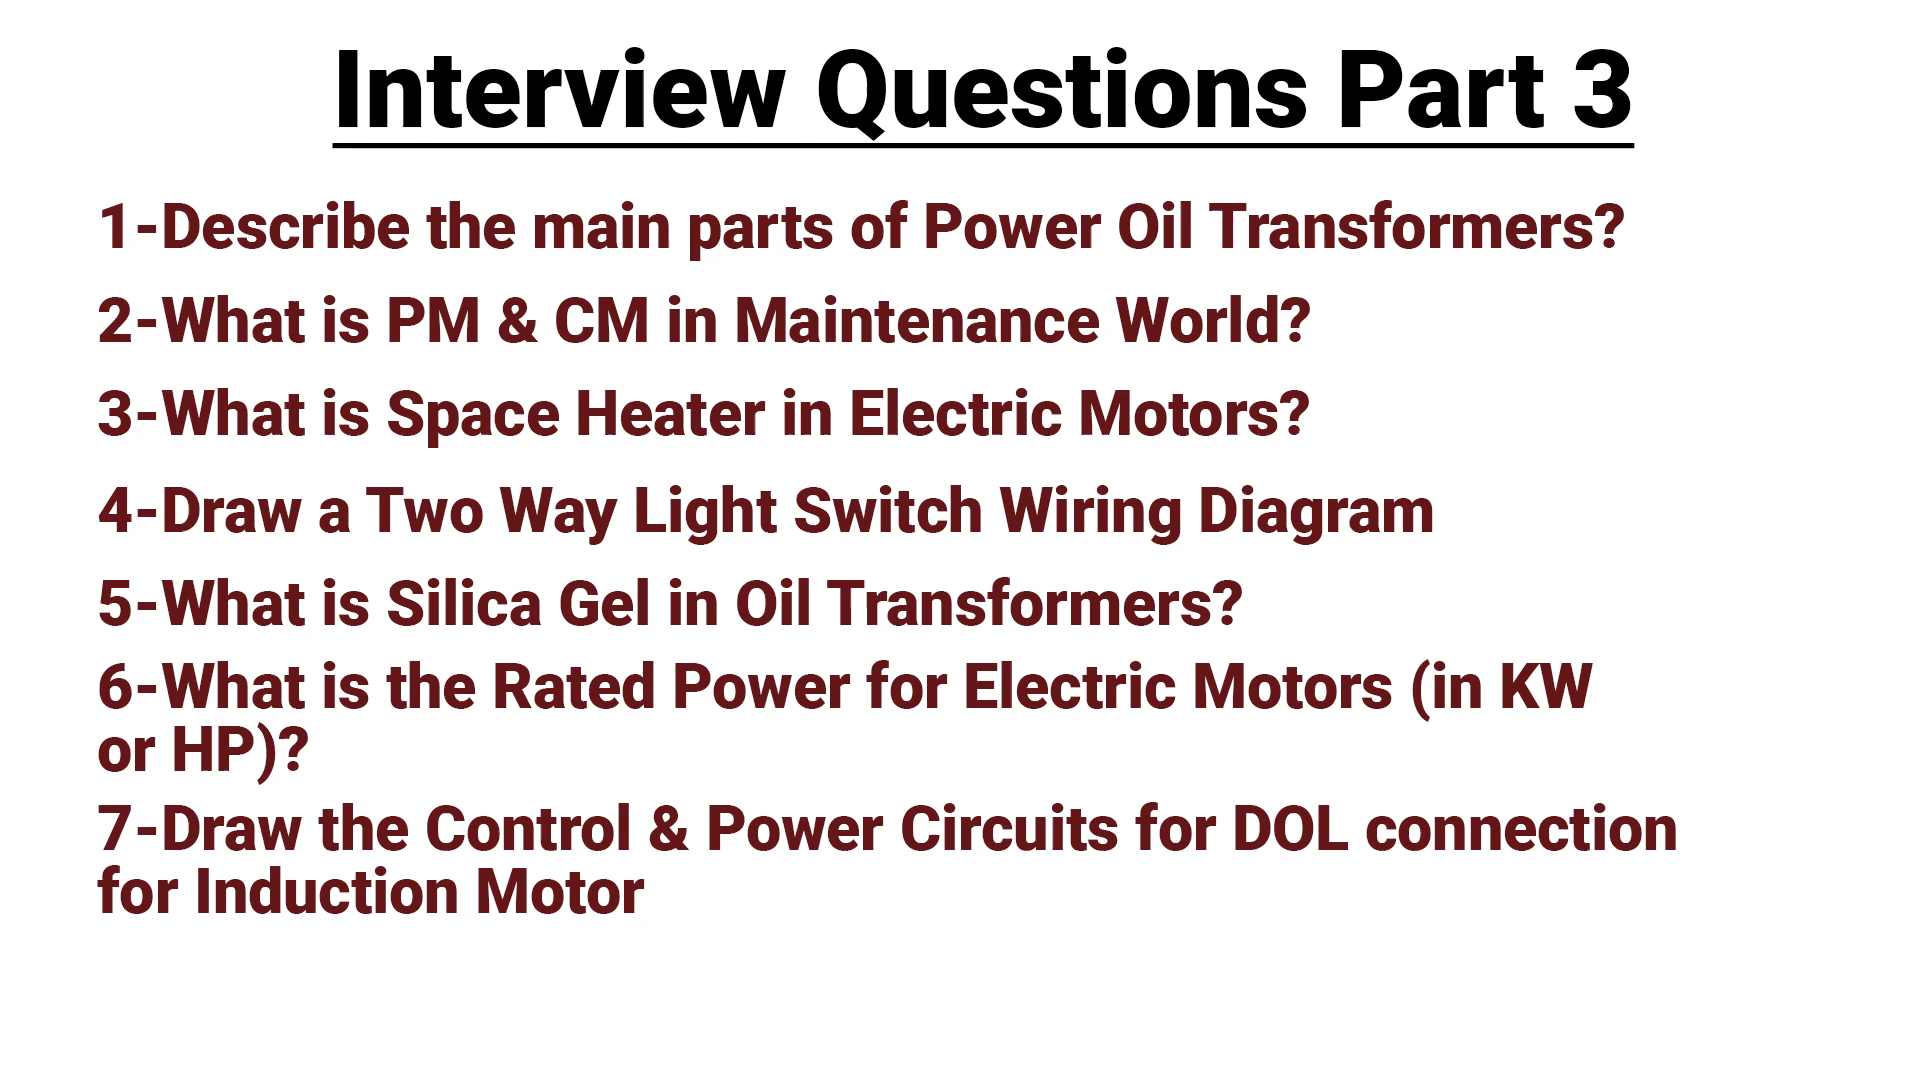 Interview Questions Part 3
1-Describe the main parts of Power Oil Transformers?
2-What is PM & CM in Maintenance World?
3-What is Space Heater in Electric Motors?
4-Draw a Two Way Light Switch Wiring Diagram
5-What is Silica Gel in Oil Transformers?
6-What is the Rated Power for Electric Motors (in KW
or HP)?
7-Draw the Control & Power Circuits for DOL connection
for Induction Motor